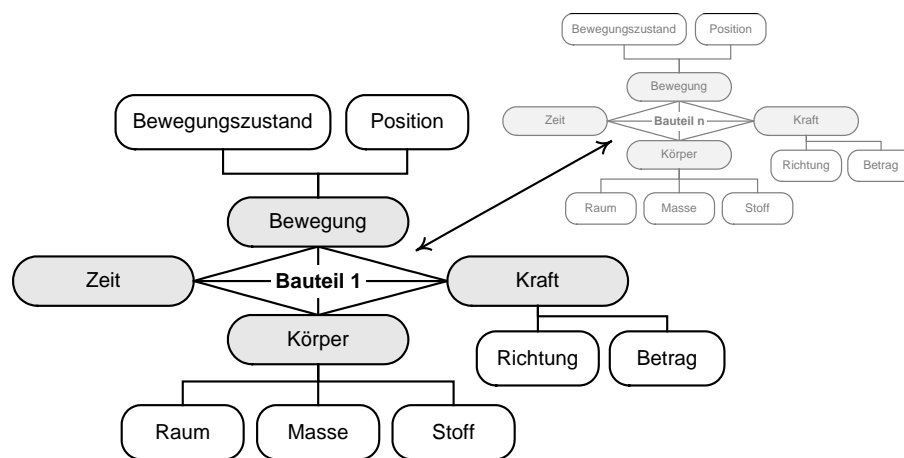 Bewegungszustand
Position
Bewegung
Zeit
Bauteil n
Kraft
Körper
Richtung
Betrag
Raum
Masse
Stoff
Bewegungszustand
Position
Bewegung
Zeit
Bauteil 1
Kraft
Körper
Richtung
Betrag
Raum
Masse
Stoff